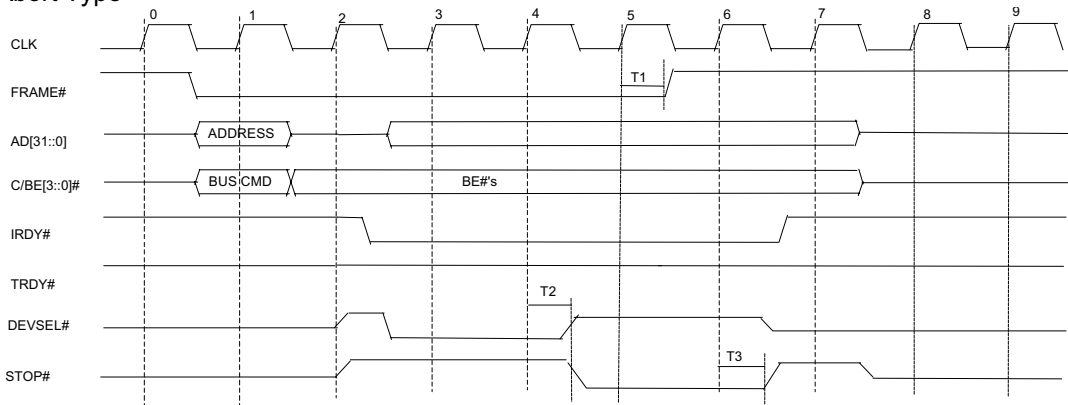 0 1 2 3 4 5 6 7 8 9
CLK
FRAME#
T1
AD[31::0]
ADDRESS
C/BE[3::0]#
BUS CMD
BE#'s
IRDY#
TRDY#
T2
DEVSEL#
T3
STOP#